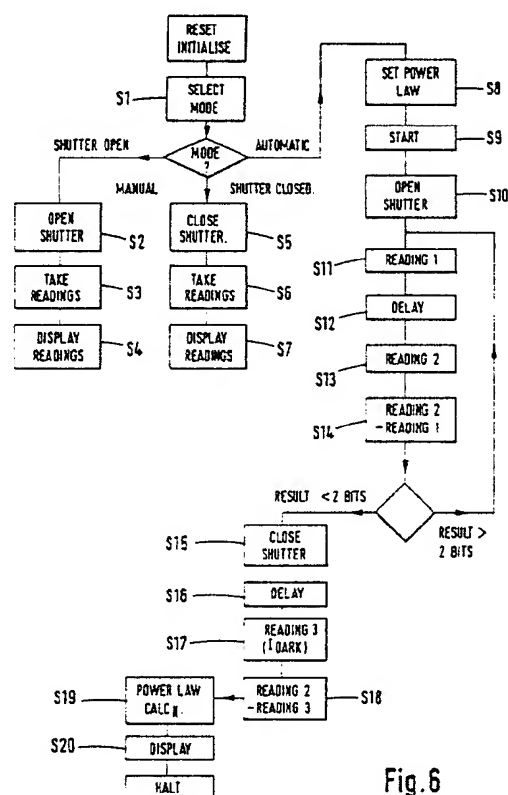 RESET
INITIALISE
S1
SELECT
MODE
SHUTTER OPEN
MODE
?
AUTOMATIC
MANUAL
SHUTTER CLOSED.
OPEN
SHUTTER
S2
TAKE
READINGS
S3
DISPLAY
READINGS
S4
CLOSE
SHUTTER.
S5
TAKE
READINGS
S6
DISPLAY
READINGS
S7
SET POWER
LAW
S8
START
S9
OPEN
SHUTTER
S10
S11
READING 1
S12
DELAY
S13
READING 2
S14
READING 2
-READING 1
RESULT < 2 BITS
RESULT >
2 BITS
S15
CLOSE
SHUTTER
S16
DELAY
S17
READING 3
(I DARK)
READING 2
-READING 3
S18
S19
POWER LAW
CALC
S20
DISPLAY
HALT
Fig.6